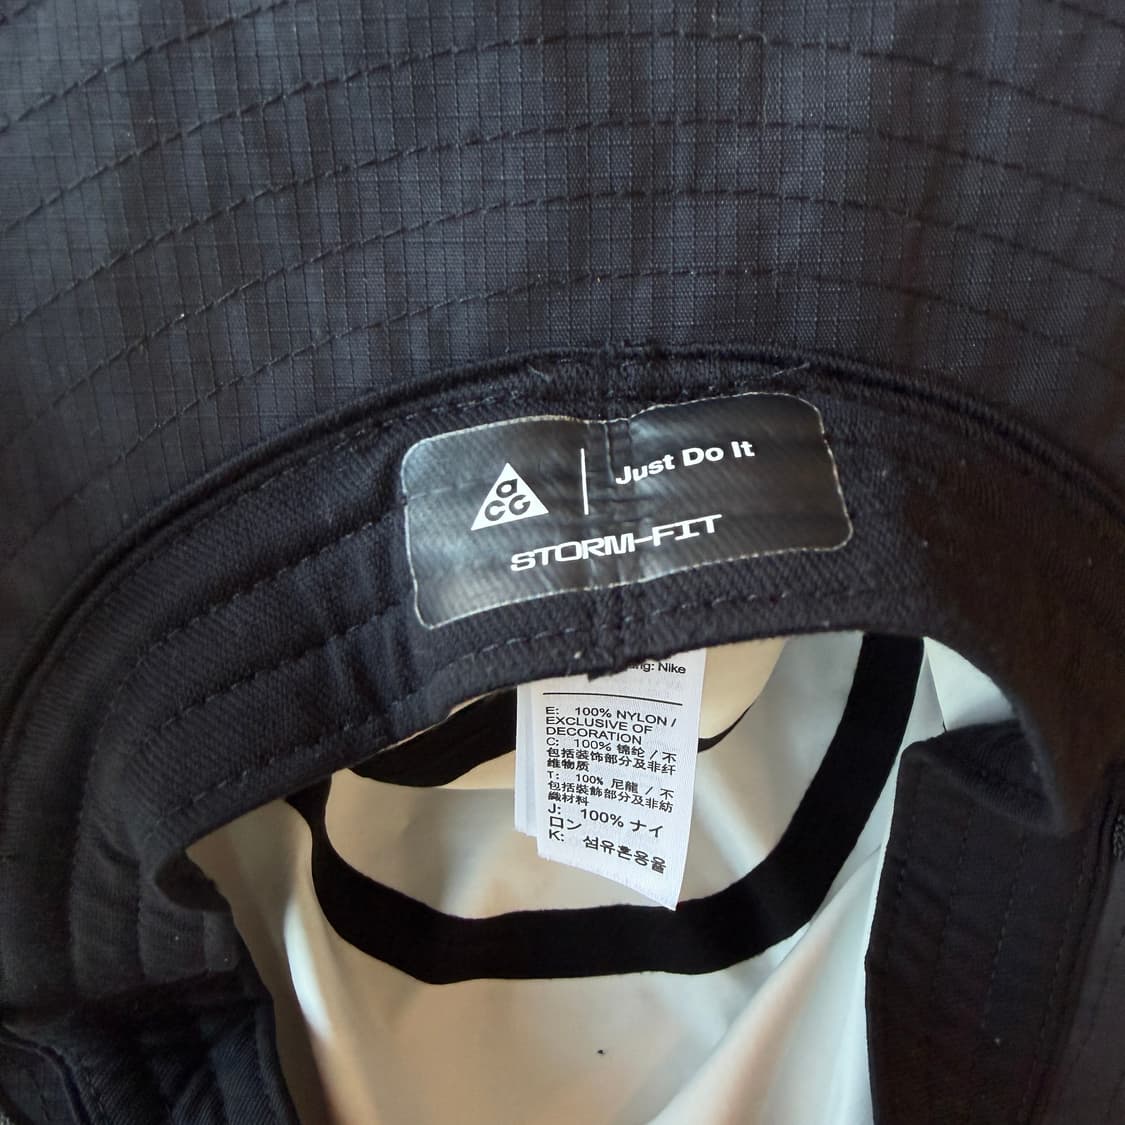 acg
Just Do It
STORM-FIT
ng: Nike
E: 100% NYLON /
EXCLUSIVE OF
DECORATION
C: 100% 锦纶 / 不
包括装饰部分及非纤
维物质
T: 100% 尼龍 / 不
包括裝飾部分及非紡
織材料
J: 100% ナイ
ロン
K: 섬유혼용율